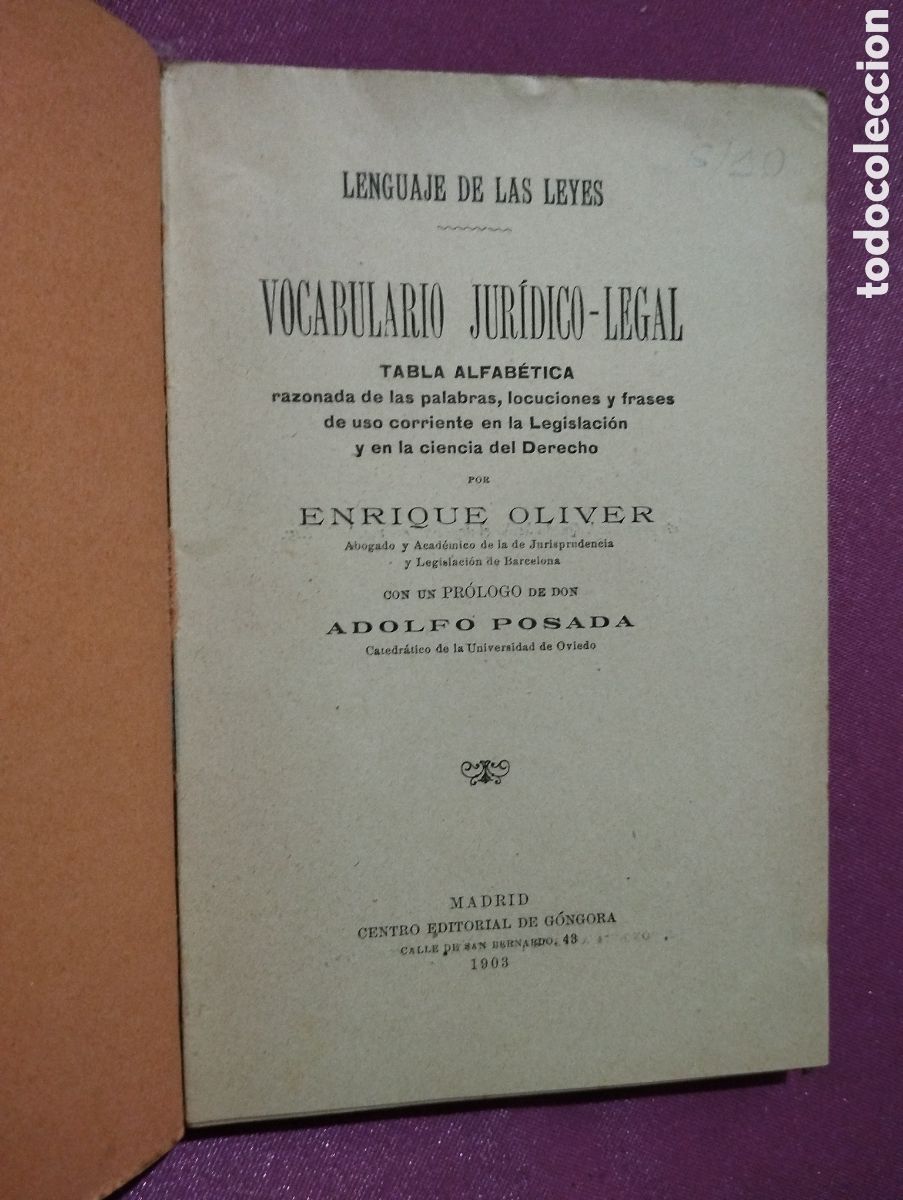 LENGUAJE DE LAS LEYES
VOCABULARIO JURÍDICO-LEGAL
TABLA ALFABÉTICA
razonada de las palabras, locuciones y frases
de uso corriente en la Legislación
y en la ciencia del Derecho
POR
ENRIQUE OLIVER
Abogado y Académico de la de Jurisprudencia
y Legislación de Barcelona
CON UN PRÓLOGO DE DON
ADOLFO POSADA
Catedrático de la Universidad de Oviedo
MADRID
CENTRO EDITORIAL DE GÓNGORA
CALLE DE SAN BERNARDO, 43
1903
todocoleccion